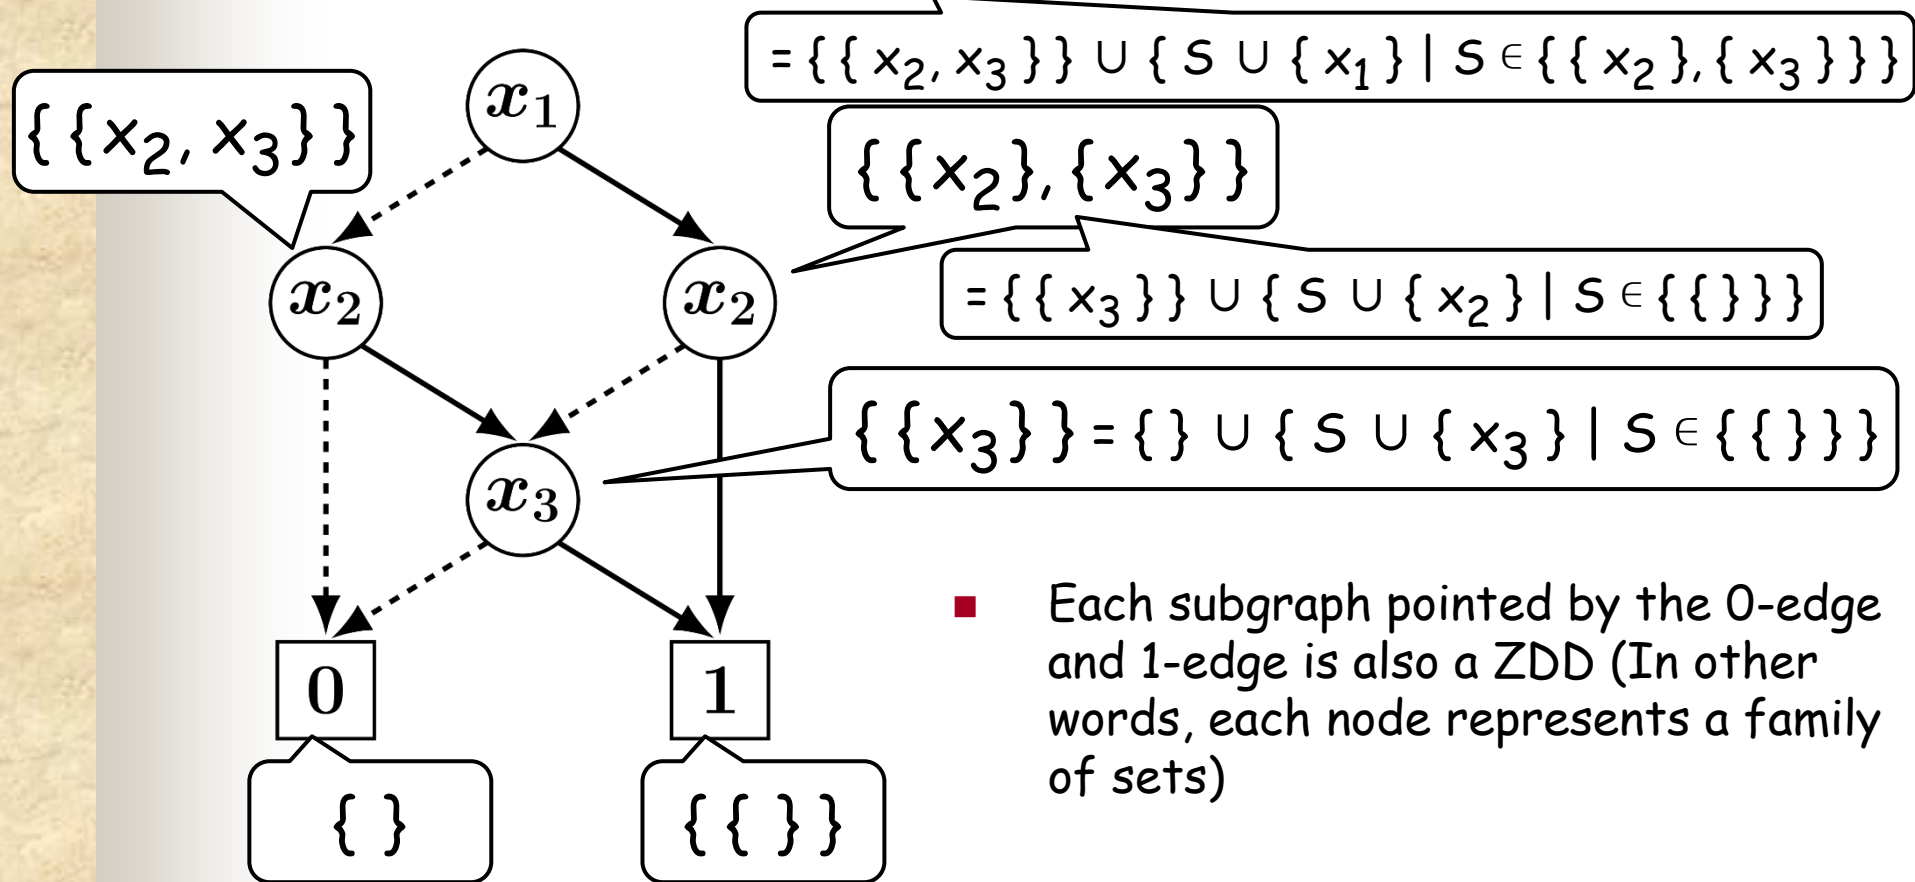 = { { x₂, x₃ } } ∪ { S ∪ { x₁ } | S ∈ { { x₂ }, { x₃ } } }
x₁
{ {x₂, x₃} }
{ {x₂}, {x₃} }
x₂
x₂
= { { x₃ } } ∪ { S ∪ { x₂ } | S ∈ { { } } }
{ {x₃} } = { } ∪ { S ∪ { x₃ } | S ∈ { { } } }
x₃
■ Each subgraph pointed by the 0-edge
and 1-edge is also a ZDD (In other
words, each node represents a family
of sets)
0
1
{ }
{ { } }